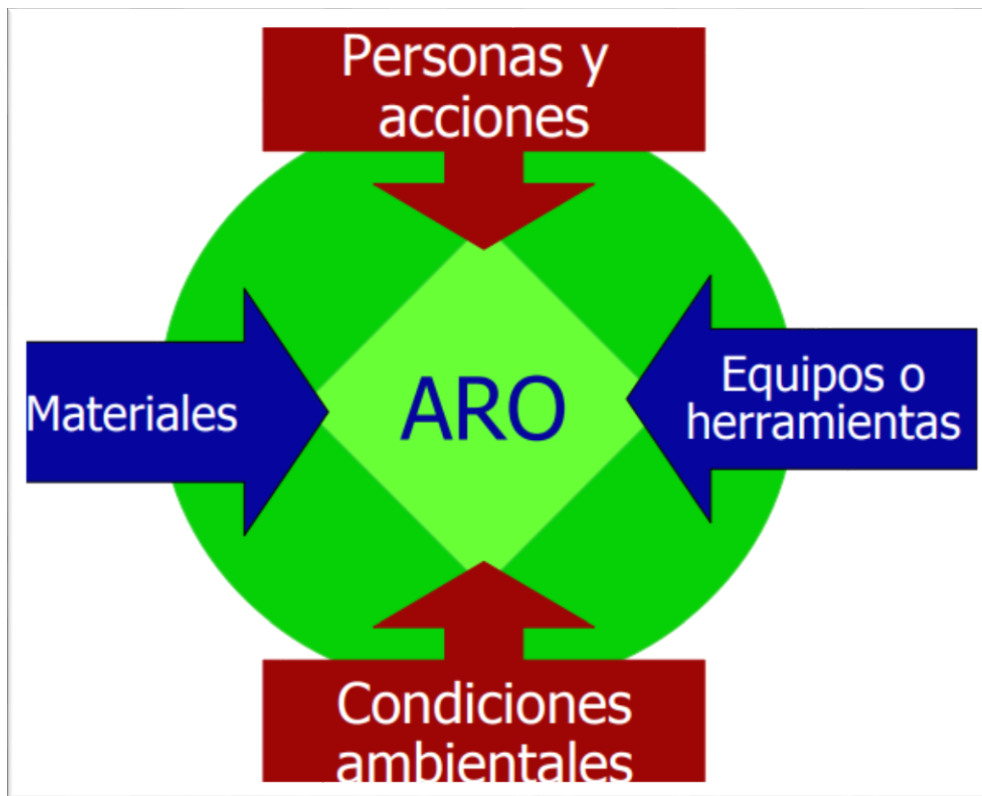 Personas y
acciones
Materiales
ARO
Equipos o
herramientas
Condiciones
ambientales